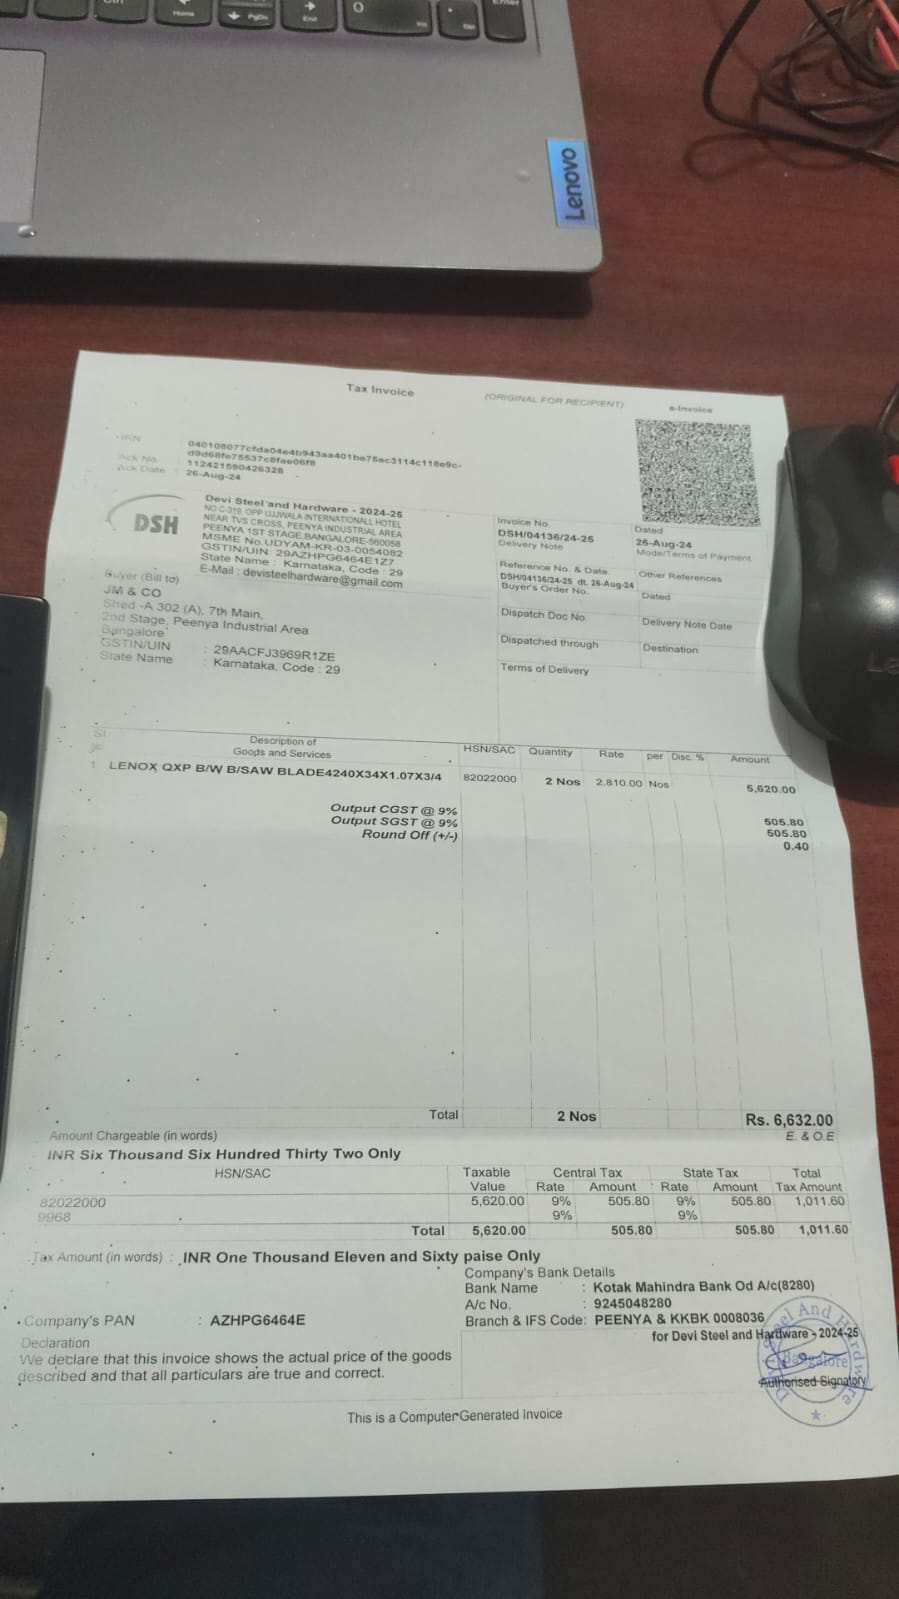 Home
PgDn
End
0
Ins
.
Del
Enter
Lenovo
Tax Invoice
(ORIGINAL FOR RECIPIENT)
e-Invoice
IRN
040108077cfda04e4b943aa401be75ec3114c118e9c-
d9d68fe75537c8fae06f8
Ack No.
112421590426328
Ack Date
26-Aug-24
DSH
Devi Steel and Hardware - 2024-25
NO C-319, OPP UJJWALA INTERNATIONALL HOTEL
NEAR TVS CROSS, PEENYA INDUSTRIAL AREA
PEENYA 1ST STAGE,BANGALORE-560058
MSME No.UDYAM-KR-03-0054082
GSTIN/UIN: 29AZHPG6464E1Z7
State Name : Karnataka, Code : 29
E-Mail : devisteelhardware@gmail.com
Invoice No.
DSH/04136/24-25
Dated
26-Aug-24
Delivery Note
Mode/Terms of Payment
Reference No. & Date.
DSH/04136/24-25 dt. 26-Aug-24
Other References
Buyer's Order No.
Dated
Dispatch Doc No.
Delivery Note Date
Dispatched through
Destination
Terms of Delivery
Buyer (Bill to)
JM & CO
Shed -A 302 (A), 7th Main,
2nd Stage, Peenya Industrial Area
Bangalore
GSTIN/UIN : 29AACFJ3969R1ZE
State Name : Karnataka, Code : 29
Sl Description of Goods and Services HSN/SAC Quantity Rate per Disc. % Amount
1 LENOX QXP B/W B/SAW BLADE4240X34X1.07X3/4 82022000 2 Nos 2,810.00 Nos 5,620.00
Output CGST @ 9% 505.80
Output SGST @ 9% 505.80
Round Off (+/-) 0.40
Total 2 Nos Rs. 6,632.00
Amount Chargeable (in words) E. & O.E
INR Six Thousand Six Hundred Thirty Two Only
HSN/SAC Taxable Central Tax State Tax Total
Value Rate Amount Rate Amount Tax Amount
82022000 5,620.00 9% 505.80 9% 505.80 1,011.60
9968 9% 9%
Total 5,620.00 505.80 505.80 1,011.60
Tax Amount (in words) : INR One Thousand Eleven and Sixty paise Only
Company's Bank Details
Bank Name : Kotak Mahindra Bank Od A/c(8280)
A/c No. : 9245048280
Company's PAN : AZHPG6464E
Branch & IFS Code: PEENYA & KKBK 0008036
Declaration
We declare that this invoice shows the actual price of the goods
described and that all particulars are true and correct.
for Devi Steel and Hardware - 2024-25
Steel And Hardware
Bangalore
Authorised Signatory
This is a Computer Generated Invoice